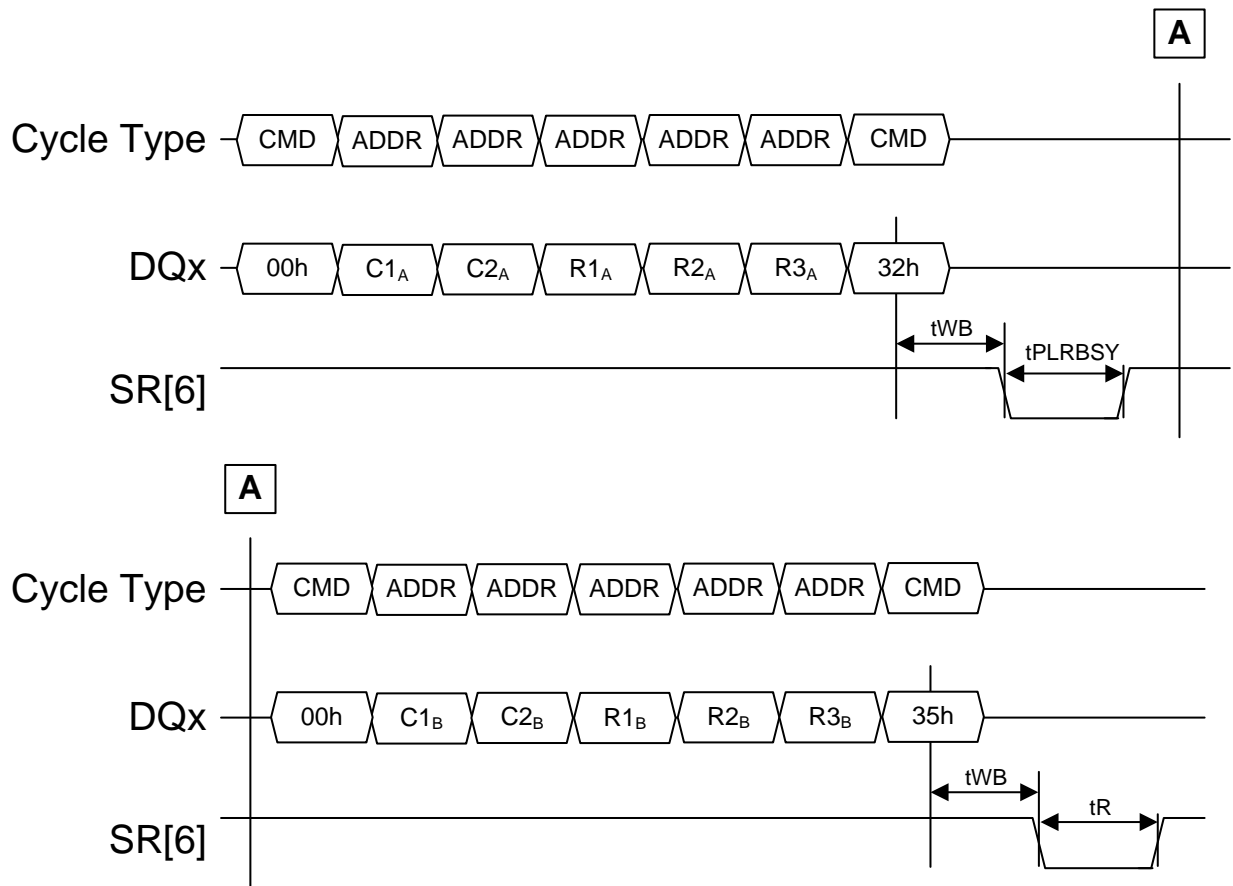 A
Cycle Type CMD ADDR ADDR ADDR ADDR ADDR CMD
DQx 00h C1A C2A R1A R2A R3A 32h
tWB
tPLRBSY
SR[6]
A
Cycle Type CMD ADDR ADDR ADDR ADDR ADDR CMD
DQx 00h C1B C2B R1B R2B R3B 35h
tWB
tR
SR[6]